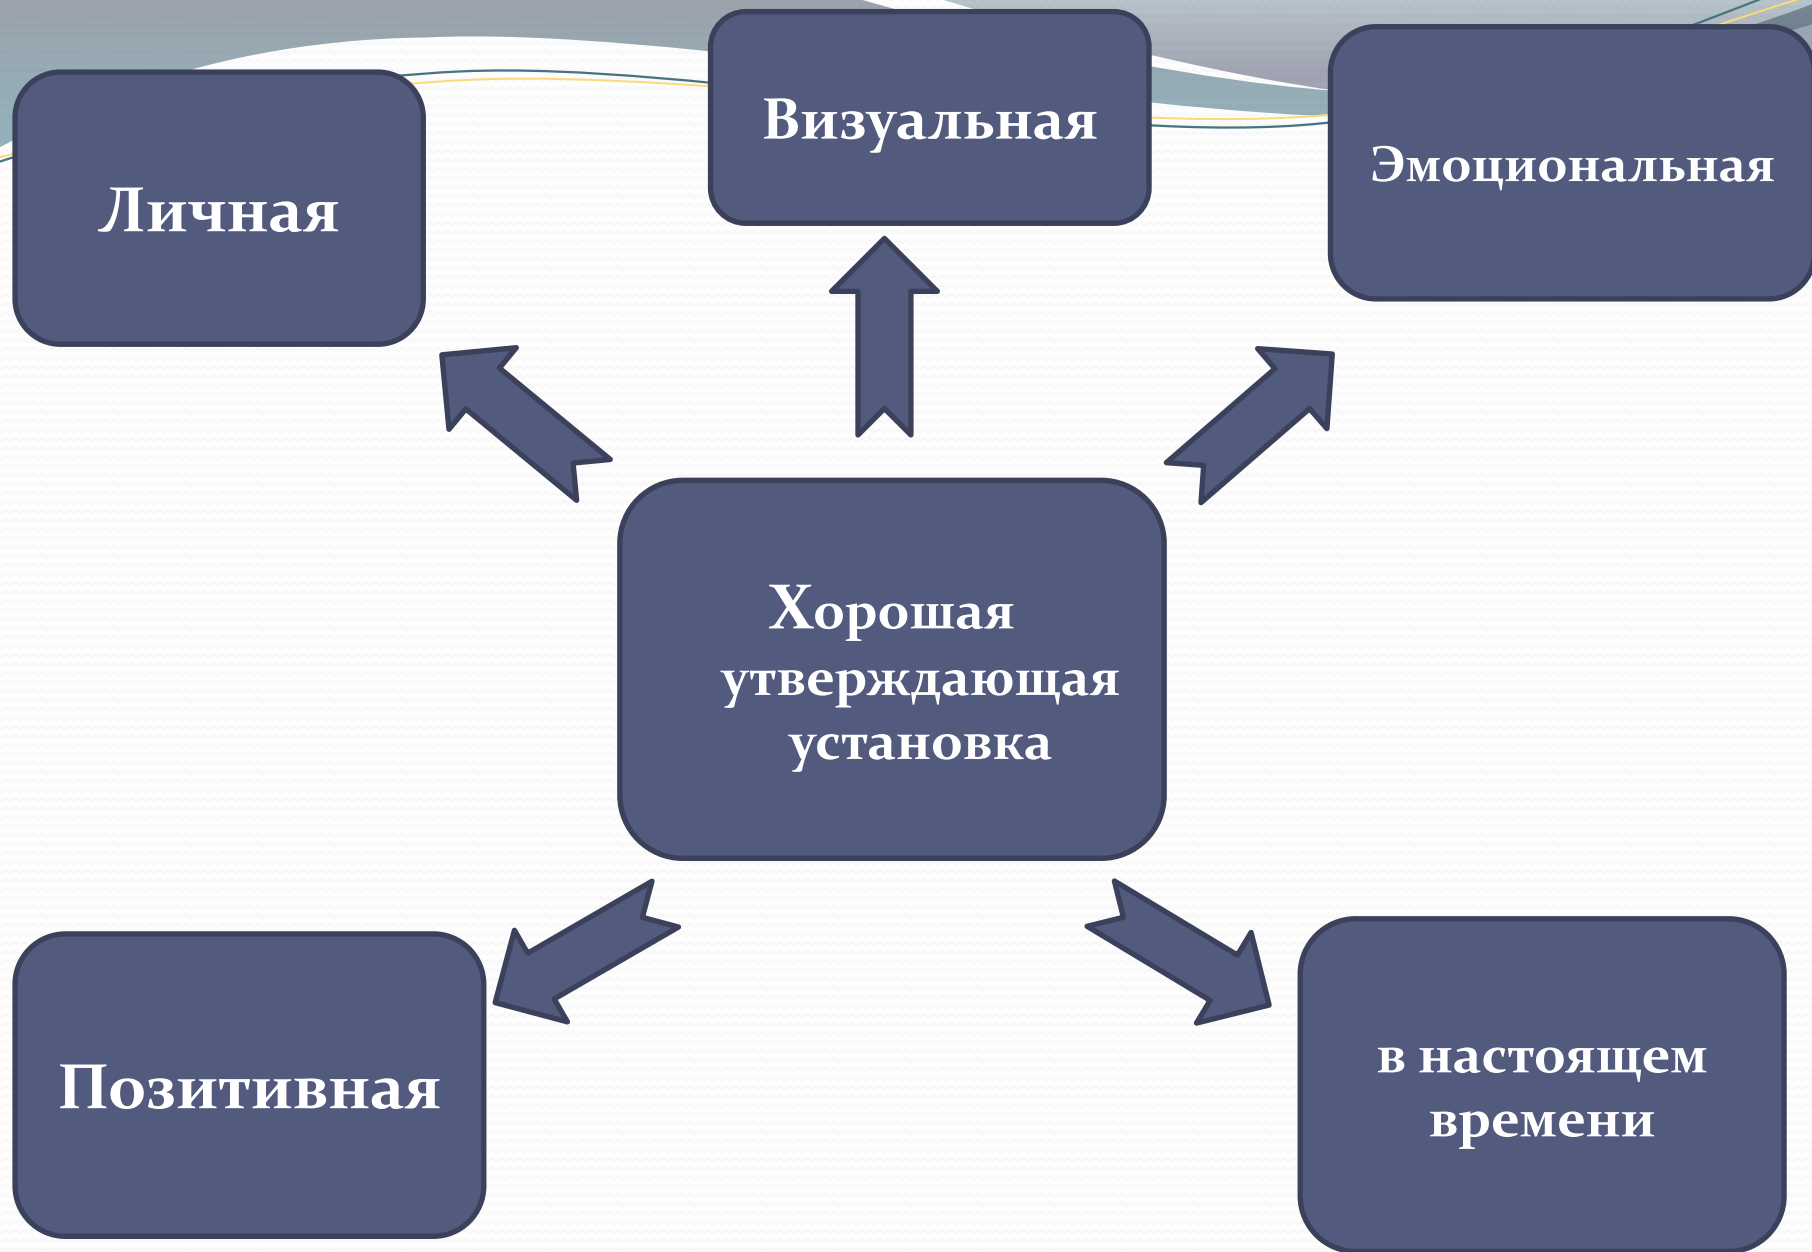 Личная
Визуальная
Эмоциональная
Хорошая
утверждающая
установка
Позитивная
в настоящем
времени